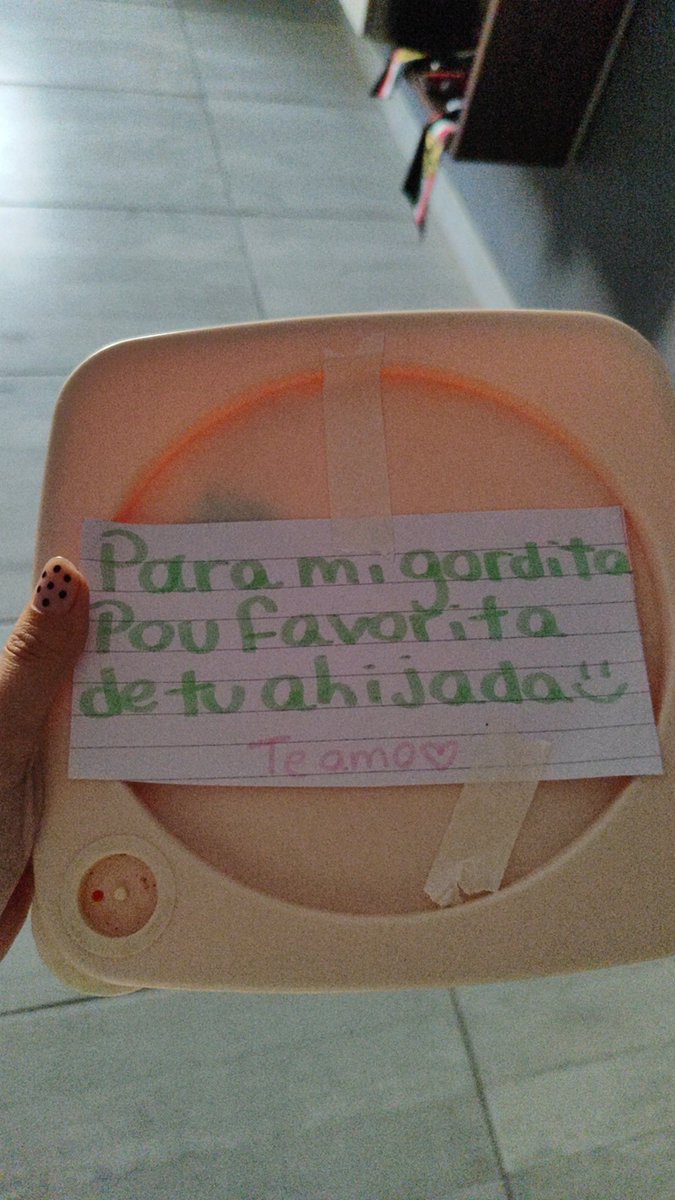 Para mi gordita
Pou favorita
de tu ahijada
Te amo